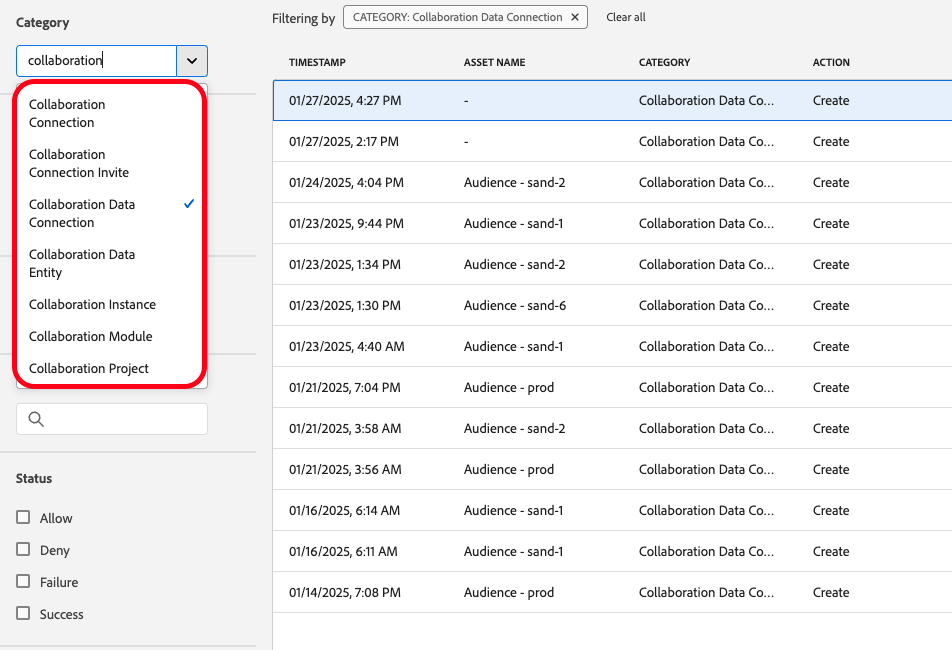 Category
collaboration
Collaboration
Connection
Collaboration
Connection Invite
Collaboration Data
Connection
Collaboration Data
Entity
Collaboration Instance
Collaboration Module
Collaboration Project
Status
Allow
Deny
Failure
Success
Filtering by CATEGORY: Collaboration Data Connection × Clear all
TIMESTAMP ASSET NAME CATEGORY ACTION
01/27/2025, 4:27 PM - Collaboration Data Co... Create
01/27/2025, 2:17 PM - Collaboration Data Co... Create
01/24/2025, 4:04 PM Audience - sand-2 Collaboration Data Co... Create
01/23/2025, 9:44 PM Audience - sand-1 Collaboration Data Co... Create
01/23/2025, 1:34 PM Audience - sand-2 Collaboration Data Co... Create
01/23/2025, 1:30 PM Audience - sand-6 Collaboration Data Co... Create
01/23/2025, 4:40 AM Audience - sand-1 Collaboration Data Co... Create
01/21/2025, 7:04 PM Audience - prod Collaboration Data Co... Create
01/21/2025, 3:58 AM Audience - sand-2 Collaboration Data Co... Create
01/21/2025, 3:56 AM Audience - prod Collaboration Data Co... Create
01/16/2025, 6:14 AM Audience - sand-1 Collaboration Data Co... Create
01/16/2025, 6:11 AM Audience - sand-1 Collaboration Data Co... Create
01/14/2025, 7:08 PM Audience - prod Collaboration Data Co... Create